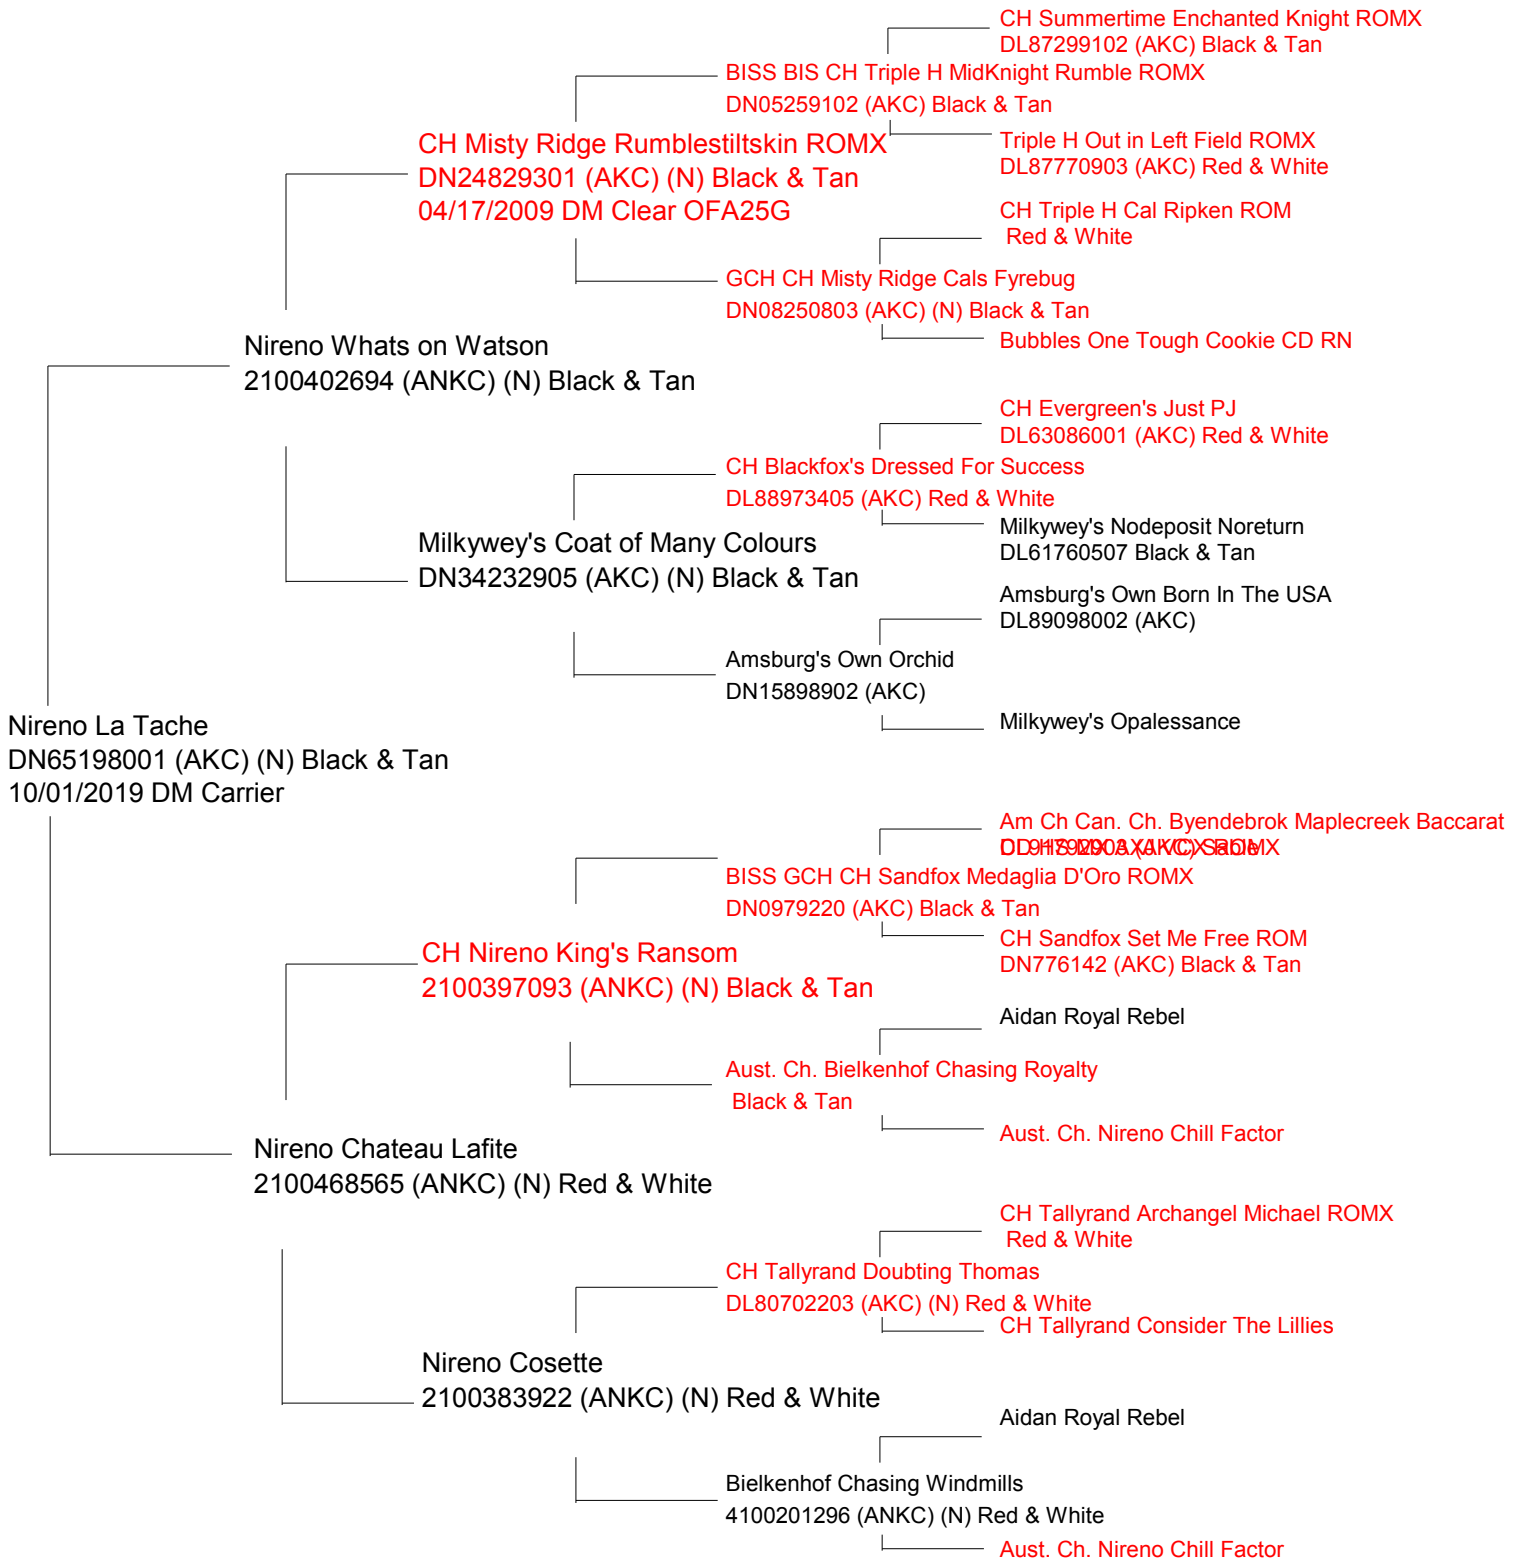 CH Summertime Enchanted Knight ROMX
DL87299102 (AKC) Black & Tan
BISS BIS CH Triple H MidKnight Rumble ROMX
DN05259102 (AKC) Black & Tan
CH Misty Ridge Rumblestiltskin ROMX
DN24829301 (AKC) (N) Black & Tan
04/17/2009 DM Clear OFA25G
Triple H Out in Left Field ROMX
DL87770903 (AKC) Red & White
CH Triple H Cal Ripken ROM
Red & White
GCH CH Misty Ridge Cals Fyrebug
DN08250803 (AKC) (N) Black & Tan
Bubbles One Tough Cookie CD RN
Nireno Whats on Watson
2100402694 (ANKC) (N) Black & Tan
CH Evergreen's Just PJ
DL63086001 (AKC) Red & White
CH Blackfox's Dressed For Success
DL88973405 (AKC) Red & White
Milkywey's Nodeposit Noreturn
DL61760507 Black & Tan
Milkywey's Coat of Many Colours
DN34232905 (AKC) (N) Black & Tan
Amsburg's Own Born In The USA
DL89098002 (AKC)
Amsburg's Own Orchid
DN15898902 (AKC)
Milkywey's Opalessance
Nireno La Tache
DN65198001 (AKC) (N) Black & Tan
10/01/2019 DM Carrier
Am Ch Can. Ch. Byendebrok Maplecreek Baccarat
BISS GCH CH Sandfox Medaglia D'Oro ROMX
DN0979220 (AKC) Black & Tan
CH Sandfox Set Me Free ROM
DN776142 (AKC) Black & Tan
CH Nireno King's Ransom
2100397093 (ANKC) (N) Black & Tan
Aidan Royal Rebel
Aust. Ch. Bielkenhof Chasing Royalty
Black & Tan
Aust. Ch. Nireno Chill Factor
Nireno Chateau Lafite
2100468565 (ANKC) (N) Red & White
CH Tallyrand Archangel Michael ROMX
Red & White
CH Tallyrand Doubting Thomas
DL80702203 (AKC) (N) Red & White
CH Tallyrand Consider The Lillies
Nireno Cosette
2100383922 (ANKC) (N) Red & White
Aidan Royal Rebel
Bielkenhof Chasing Windmills
4100201296 (ANKC) (N) Red & White
Aust. Ch. Nireno Chill Factor